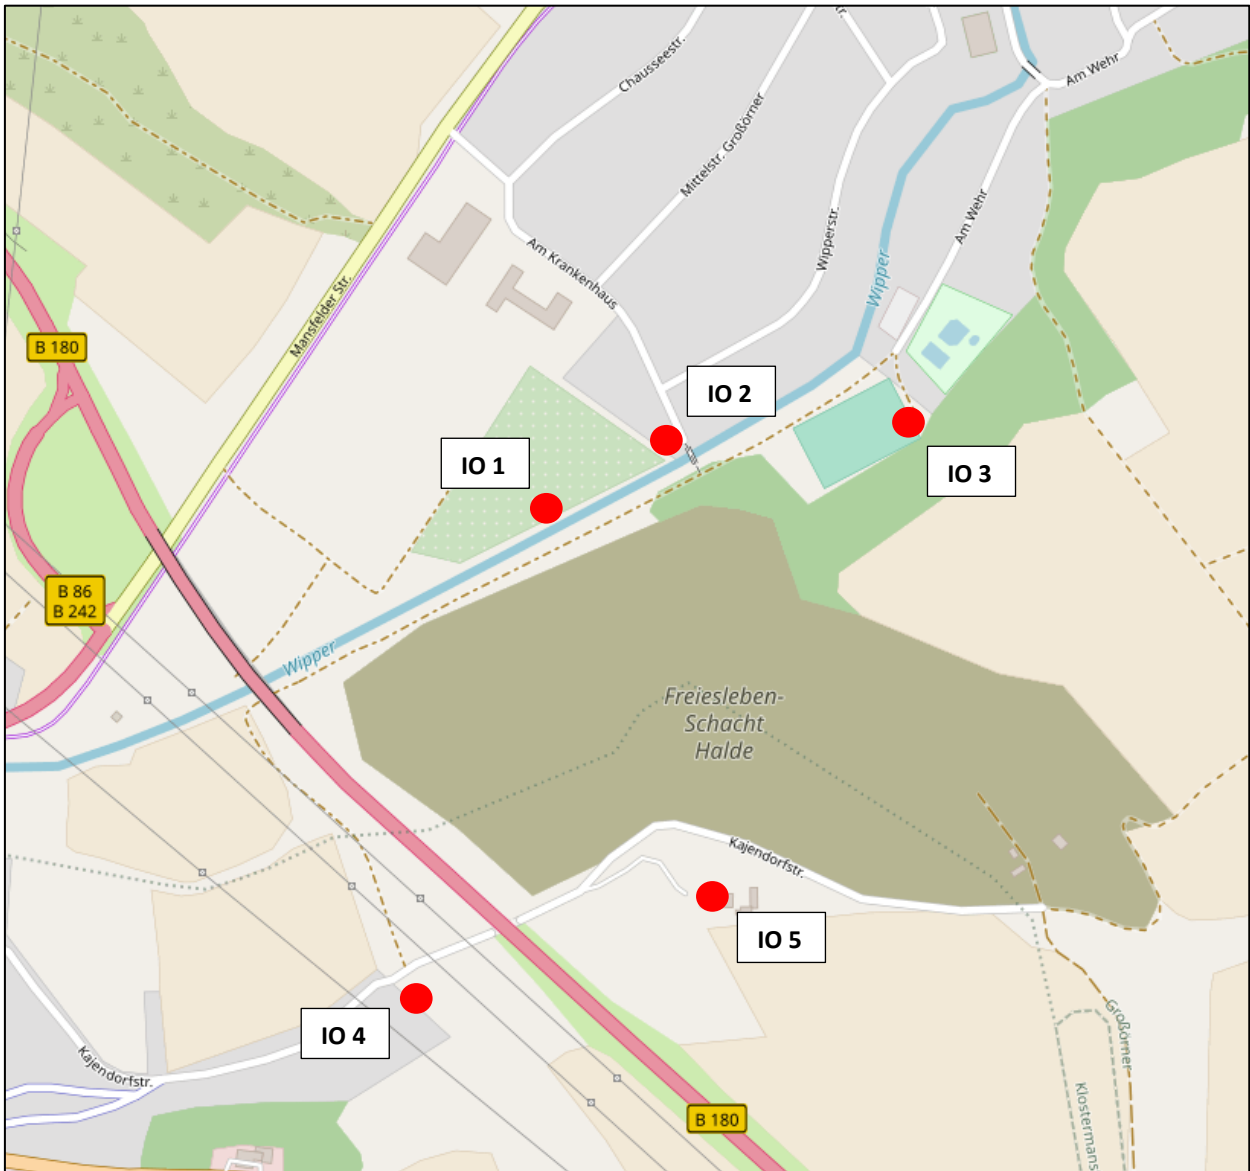 Chausseestr.
Am Wehr
Mittelstr. Großörner
Am Wehr
Wipperstr.
Am Krankenhaus
Wipper
Mansfelder Str.
B 180
IO 2
IO 1
IO 3
B 86
B 242
Wipper
Freiesleben-
Schacht
Halde
Kajendorfstr.
IO 5
IO 4
Kajendorfstr.
Großörner
Klostermans
B 180